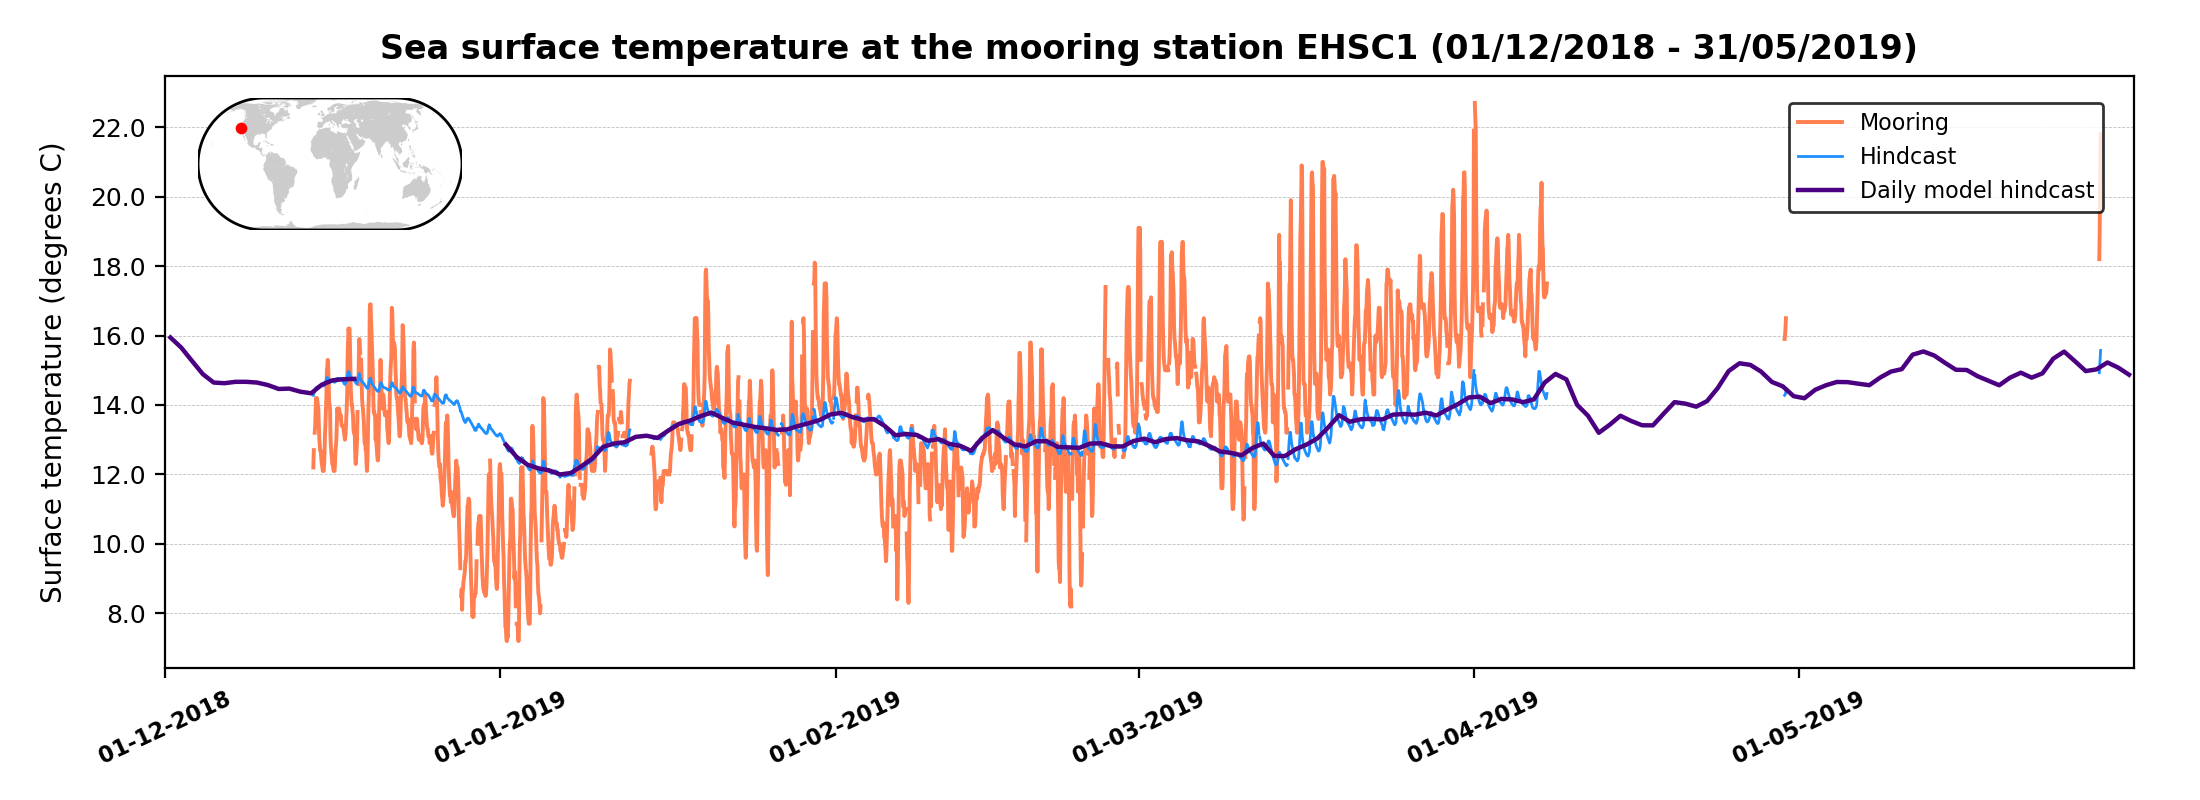 Sea surface temperature at the mooring station EHSC1 (01/12/2018 - 31/05/2019)
Surface temperature (degrees C)
22.0
20.0
18.0
16.0
14.0
12.0
10.0
8.0
Mooring
Hindcast
Daily model hindcast
01-12-2018
01-01-2019
01-02-2019
01-03-2019
01-04-2019
01-05-2019